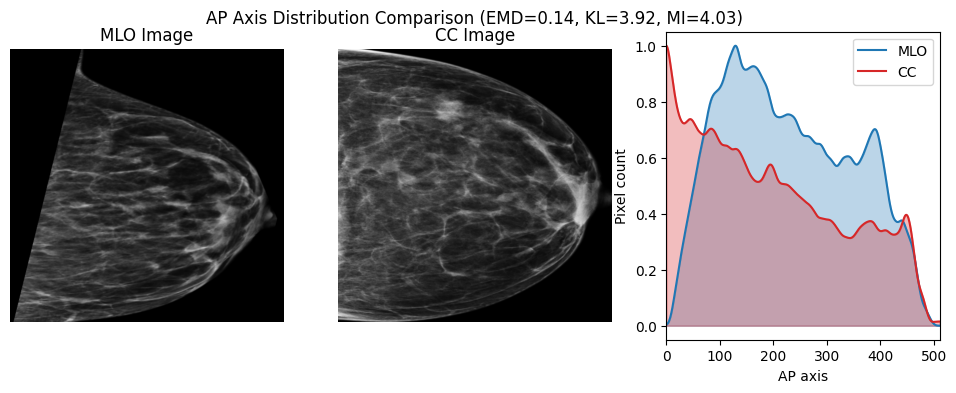 AP Axis Distribution Comparison (EMD=0.14, KL=3.92, MI=4.03)
MLO Image
CC Image
MLO
CC
Pixel count
1.0
0.8
0.6
0.4
0.2
0.0
0 100 200 300 400 500
AP axis